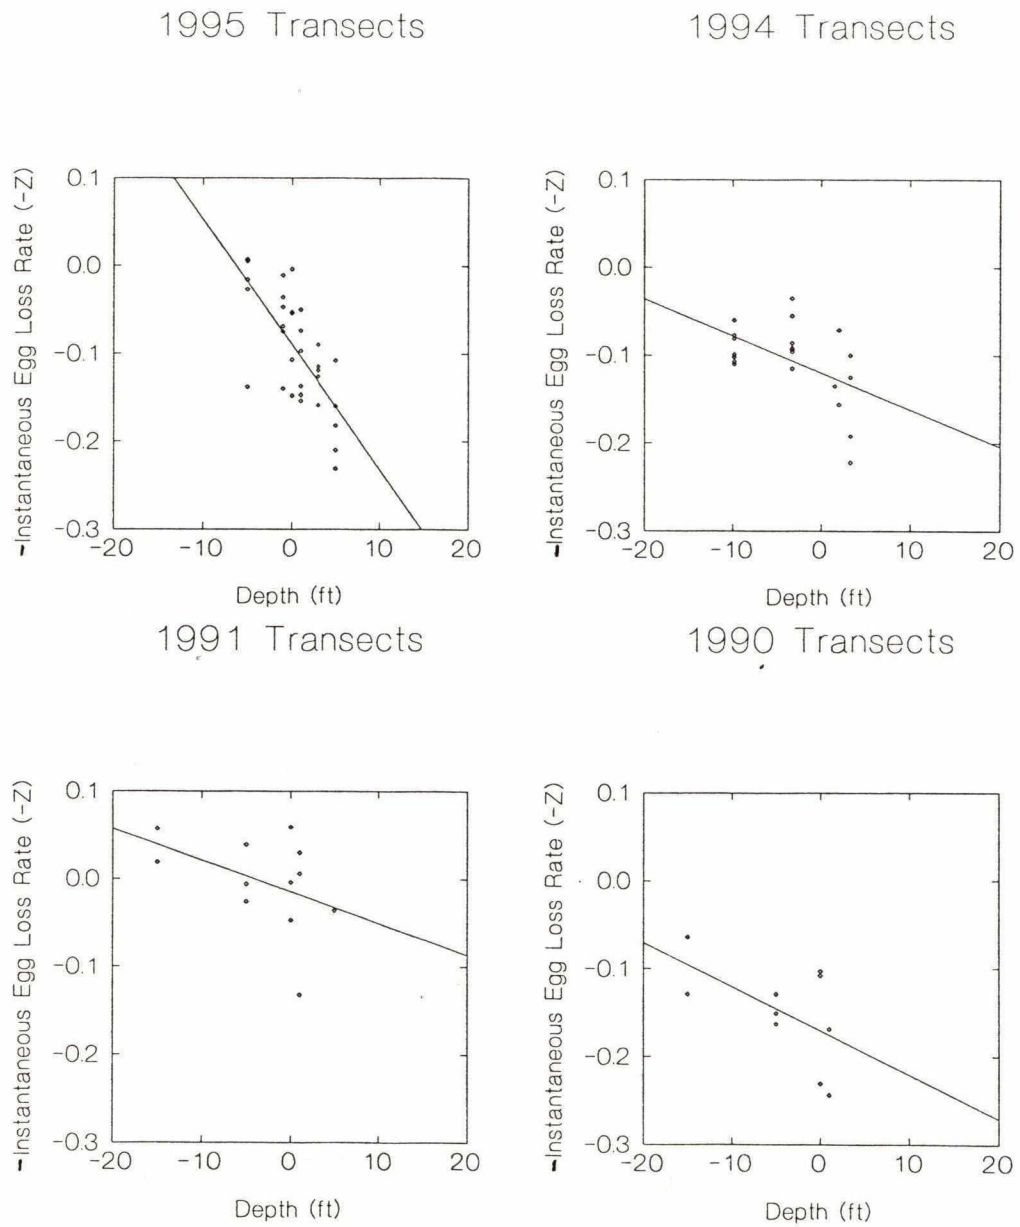 1995 Transects
-Instantaneous Egg Loss Rate (-Z)
0.1
0.0
-0.1
-0.2
-0.3
-20 -10 0 10 20
Depth (ft)
1994 Transects
-Instantaneous Egg Loss Rate (-Z)
0.1
0.0
-0.1
-0.2
-0.3
-20 -10 0 10 20
Depth (ft)
1991 Transects
-Instantaneous Egg Loss Rate (-Z)
0.1
0.0
-0.1
-0.2
-0.3
-20 -10 0 10 20
Depth (ft)
1990 Transects
-Instantaneous Egg Loss Rate (-Z)
0.1
0.0
-0.1
-0.2
-0.3
-20 -10 0 10 20
Depth (ft)